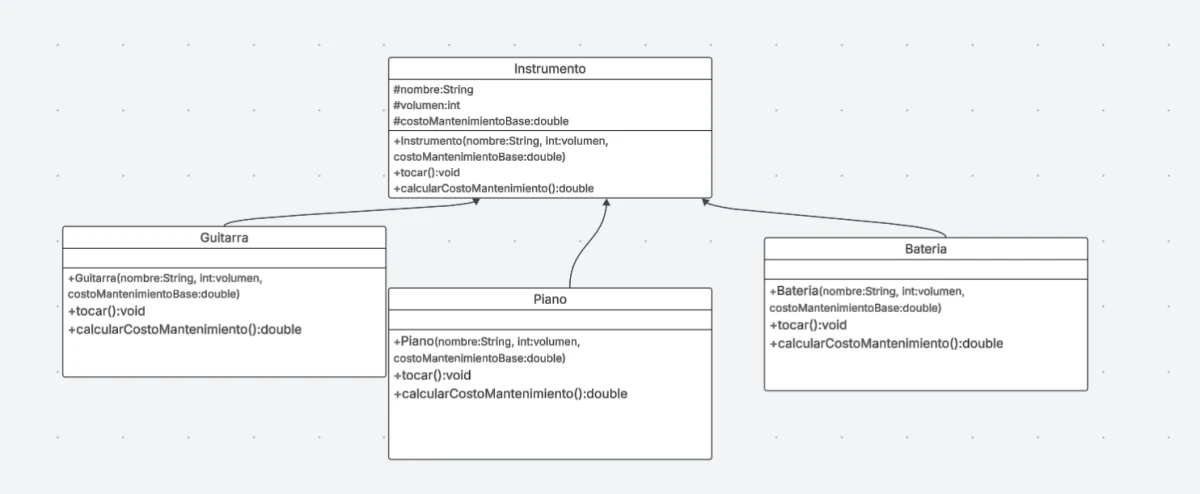 Instrumento
#nombre:String
#volumen:int
#costoMantenimientoBase:double
+Instrumento(nombre:String, int:volumen,
costoMantenimientoBase:double)
+tocar():void
+calcularCostoMantenimiento():double
Guitarra
+Guitarra(nombre:String, int:volumen,
costoMantenimientoBase:double)
+tocar():void
+calcularCostoMantenimiento():double
Piano
+Piano(nombre:String, int:volumen,
costoMantenimientoBase:double)
+tocar():void
+calcularCostoMantenimiento():double
Bateria
+Bateria(nombre:String, int:volumen,
costoMantenimientoBase:double)
+tocar():void
+calcularCostoMantenimiento():double